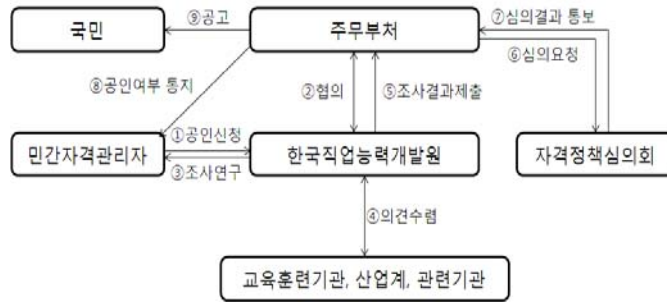 ⑨공고
⑦심의결과 통보
국민
주무부처
⑥심의요청
⑧공인여부 통지
②협의
⑤조사결과제출
①공인신청
민간자격관리자
한국직업능력개발원
자격정책심의회
③조사연구
④의견수렴
교육훈련기관, 산업계, 관련기관